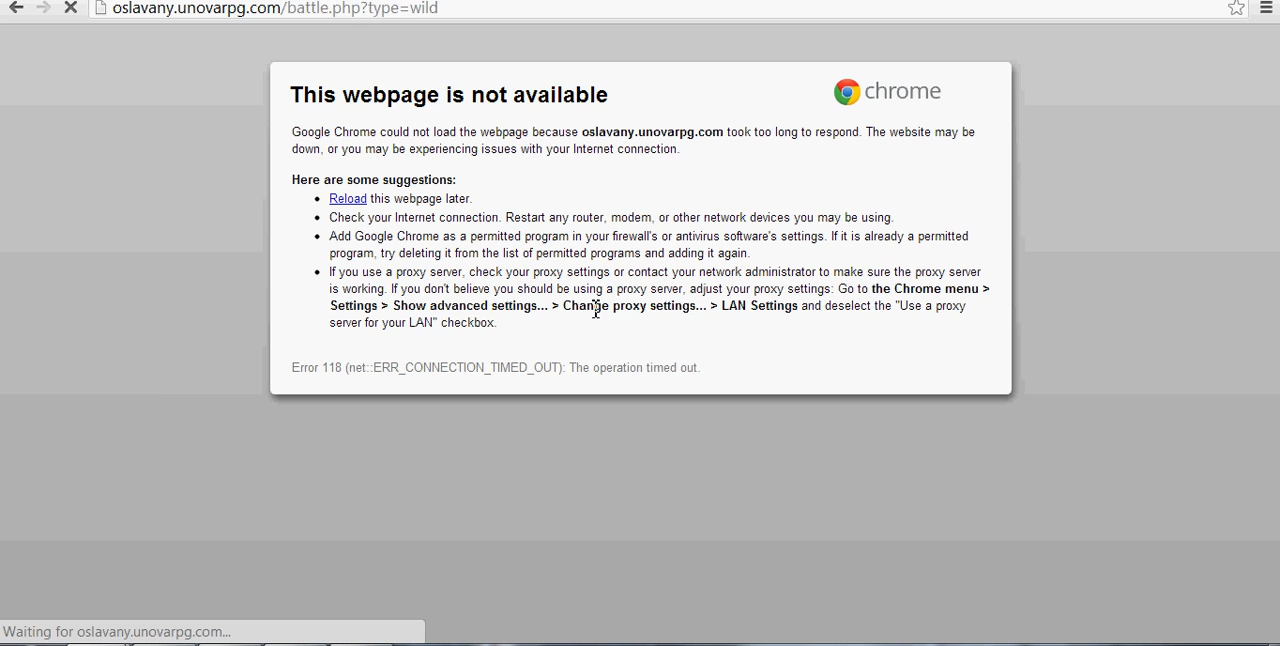 oslavany.unovarpg.com/battle.php?type=wild
This webpage is not available
chrome
Google Chrome could not load the webpage because oslavany.unovarpg.com took too long to respond. The website may be
down, or you may be experiencing issues with your Internet connection.
Here are some suggestions:
• Reload this webpage later.
• Check your Internet connection. Restart any router, modem, or other network devices you may be using.
• Add Google Chrome as a permitted program in your firewall's or antivirus software's settings. If it is already a permitted
program, try deleting it from the list of permitted programs and adding it again.
• If you use a proxy server, check your proxy settings or contact your network administrator to make sure the proxy server
is working. If you don't believe you should be using a proxy server, adjust your proxy settings: Go to the Chrome menu >
Settings > Show advanced settings... > Change proxy settings... > LAN Settings and deselect the "Use a proxy
server for your LAN" checkbox.
Error 118 (net::ERR_CONNECTION_TIMED_OUT): The operation timed out.
Waiting for oslavany.unovarpg.com...